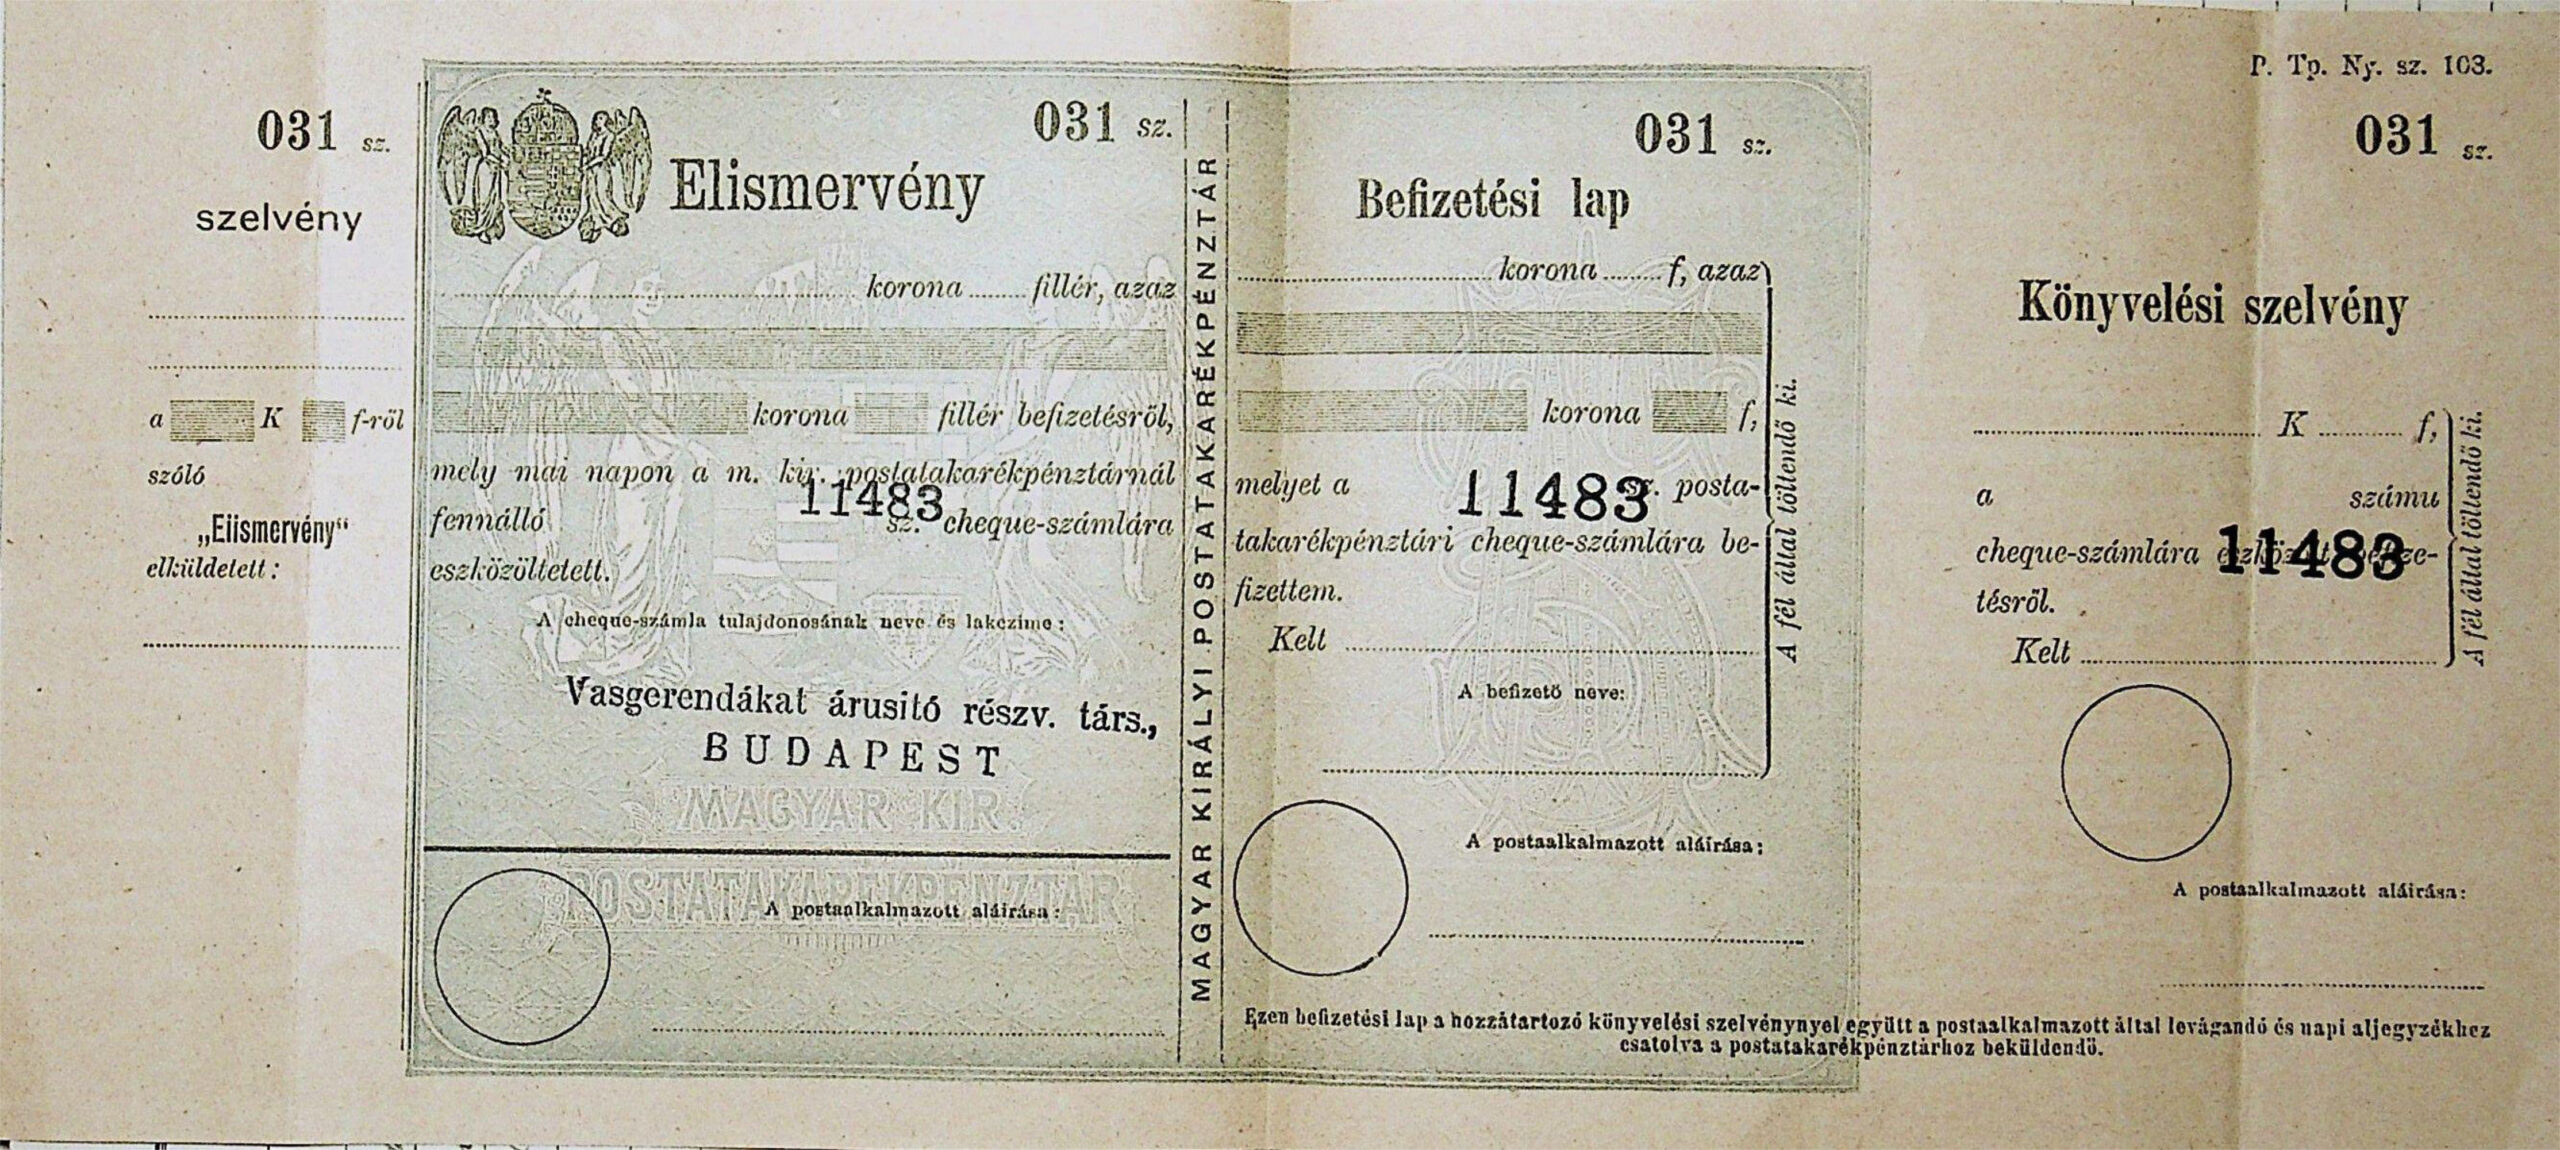 031 sz.
szelvény
a K f-ről
szóló
„Elismervény“
elküldetett:
031 sz.
Elismervény
korona fillér, azaz
korona fillér befizetésről,
mely mai napon a m. kir. postatakarékpénztárnál
fennálló 11483 sz. cheque-számlára
eszközöltetett.
A cheque-számla tulajdonosának neve és lakczime:
Vasgerendákat árusitó részv. társ.,
BUDAPEST
MAGYAR KIR.
POSTATAKARÉKPÉNZTÁR
A postaalkalmazott aláírása:
MAGYAR KIRÁLYI POSTATAKARÉKPÉNZTÁR
031 sz.
Befizetési lap
korona f, azaz
korona f,
melyet a 11483 sz. posta-
takarékpénztári cheque-számlára be-
fizettem.
Kelt
A befizető neve:
A fél által töltendő ki.
A postaalkalmazott aláírása:
P. Tp. Ny. sz. 103.
031 sz.
Könyvelési szelvény
K f,
a számu
11483
cheque-számlára eszközölt befize-
tésről.
Kelt
A fél által töltendő ki.
A postaalkalmazott aláírása:
Ezen befizetési lap a hozzátartozó könyvelési szelvénynyel együtt a postaalkalmazott által levágandó és napi aljegyzékhez
csatolva a postatakarékpénztárhoz beküldendő.